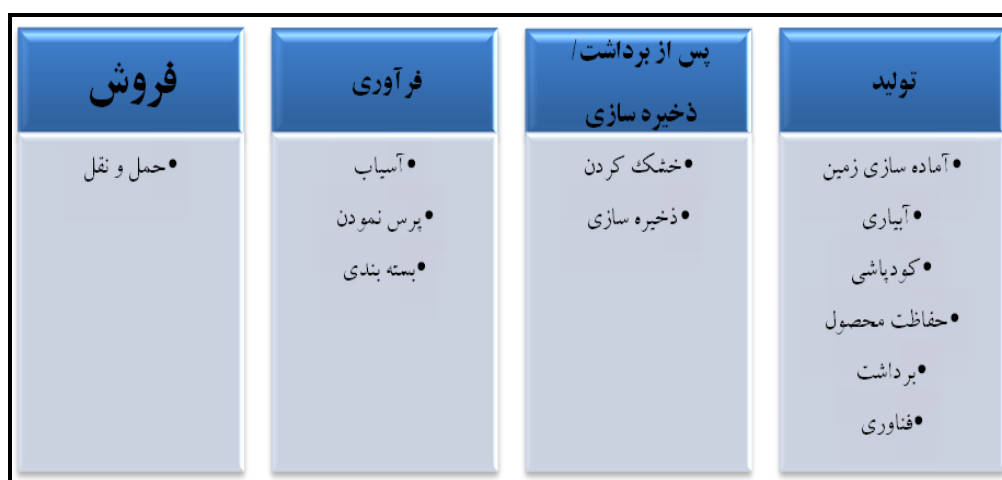 تولید
•آماده سازی زمین
•آبیاری
•کودپاشی
•حفاظت محصول
•برداشت
•فناوری
پس از برداشت/
ذخیره سازی
•خشک کردن
•ذخیره سازی
فرآوری
•آسیاب
•پرس نمودن
•بسته بندی
فروش
•حمل و نقل